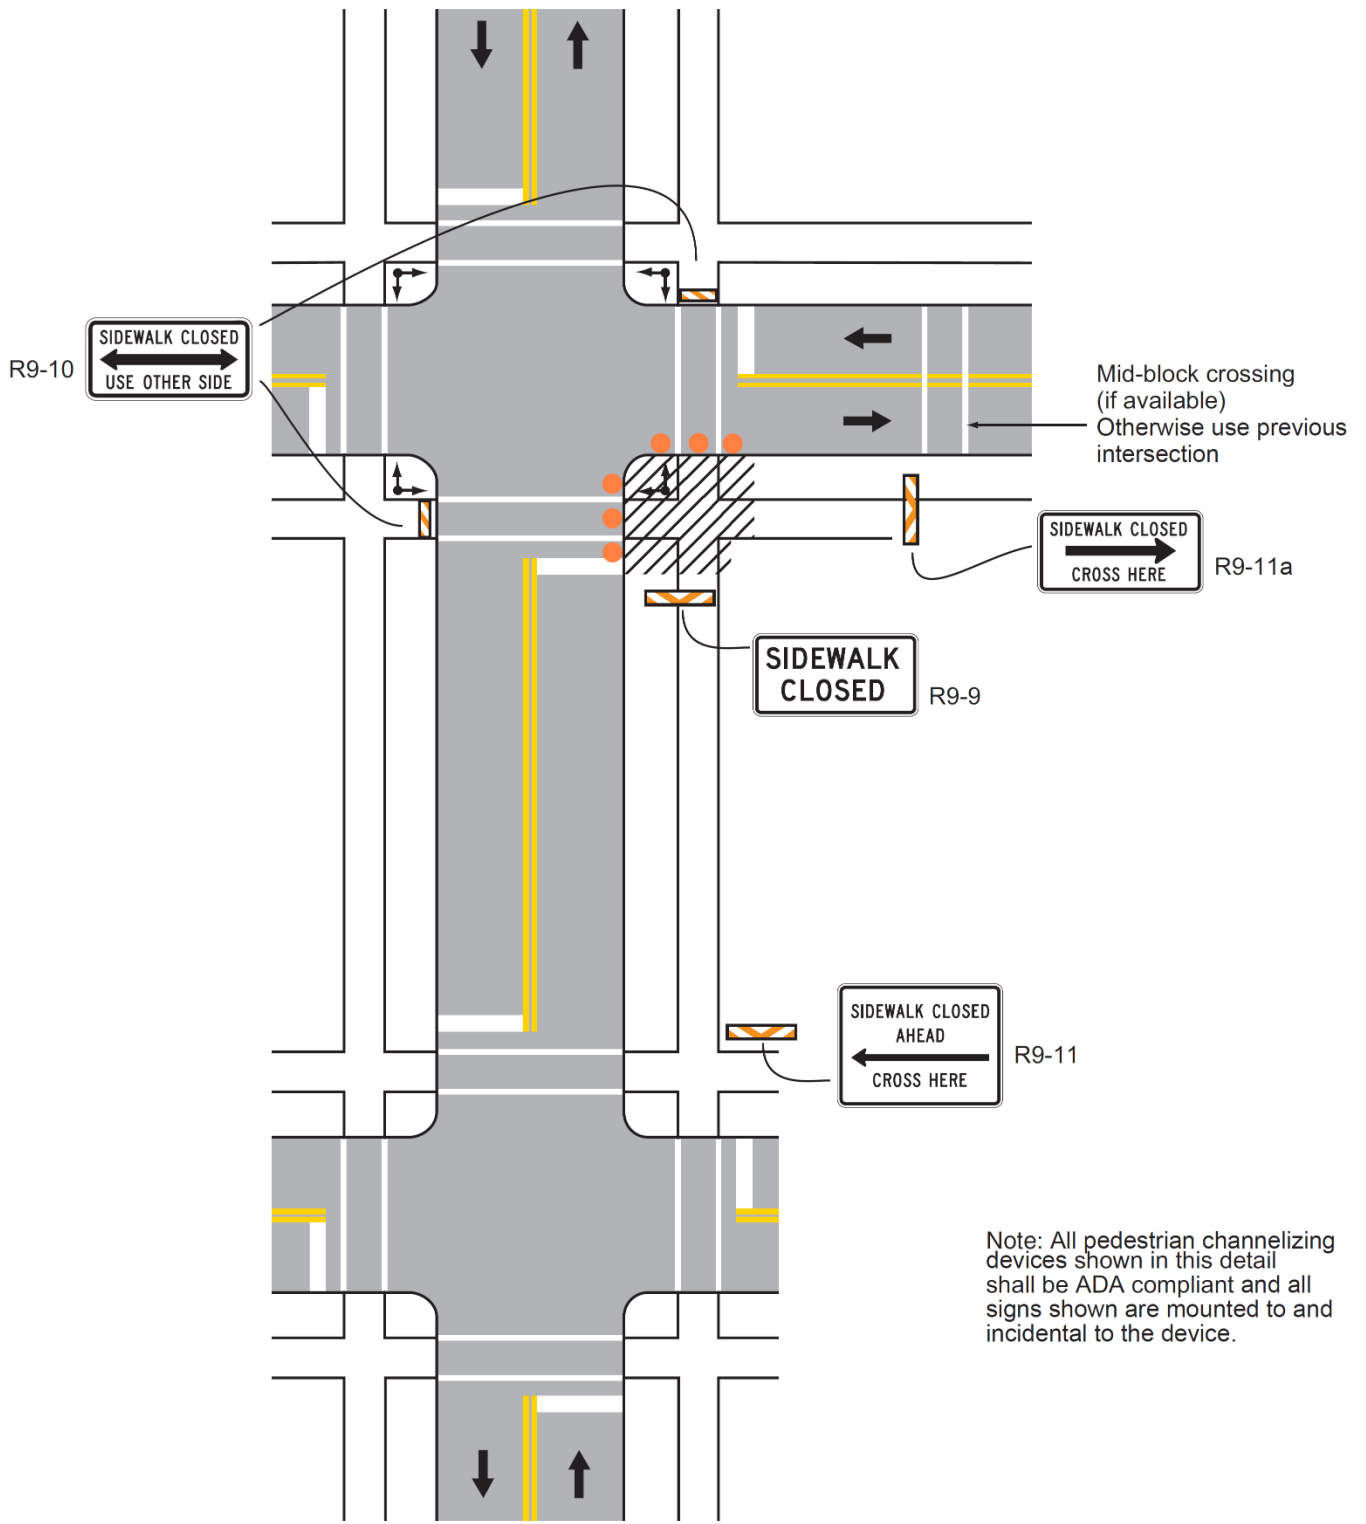 R9-10
SIDEWALK CLOSED
USE OTHER SIDE
Mid-block crossing
(if available)
Otherwise use previous
intersection
SIDEWALK CLOSED
CROSS HERE
R9-11a
SIDEWALK
CLOSED
R9-9
SIDEWALK CLOSED
AHEAD
CROSS HERE
R9-11
Note: All pedestrian channelizing
devices shown in this detail
shall be ADA compliant and all
signs shown are mounted to and
incidental to the device.